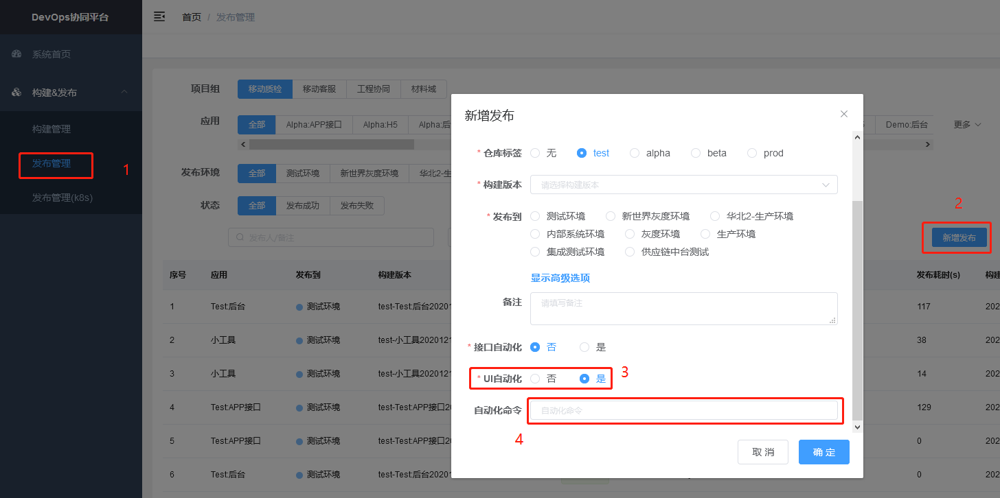 DevOps协同平台
首页 / 发布管理
系统首页
构建&发布
构建管理
发布管理
1
发布管理(k8s)
项目组 移动质检 移动客服 工程协同 材料域
应用 全部 Alpha:APP接口 Alpha:H5 Alpha:后 Demo:后台 更多
发布环境 全部 测试环境 新世界灰度环境 华北2-生
状态 全部 发布成功 发布失败
发布人/备注
2
新增发布
序号 应用 发布到 构建版本 发布耗时(s) 构建
1 Test:后台 测试环境 test-Test:后台20201 117 202
2 小工具 测试环境 test-小工具2020121 38 202
3 小工具 测试环境 test-小工具2020121 14 202
4 Test:APP接口 测试环境 test-Test:APP接口20 129 202
5 Test:APP接口 测试环境 test-Test:APP接口2 0 202
6 Test:后台 测试环境 test-Test:后台20201 0 202
新增发布
* 仓库标签 无 test alpha beta prod
* 构建版本 请选择构建版本
* 发布到 测试环境 新世界灰度环境 华北2-生产环境
内部系统环境 灰度环境 生产环境
集成测试环境 供应链中台测试
显示高级选项
备注 请填写备注
* 接口自动化 否 是
* UI自动化 否 是 3
自动化命令 自动化命令
4
取 消 确 定